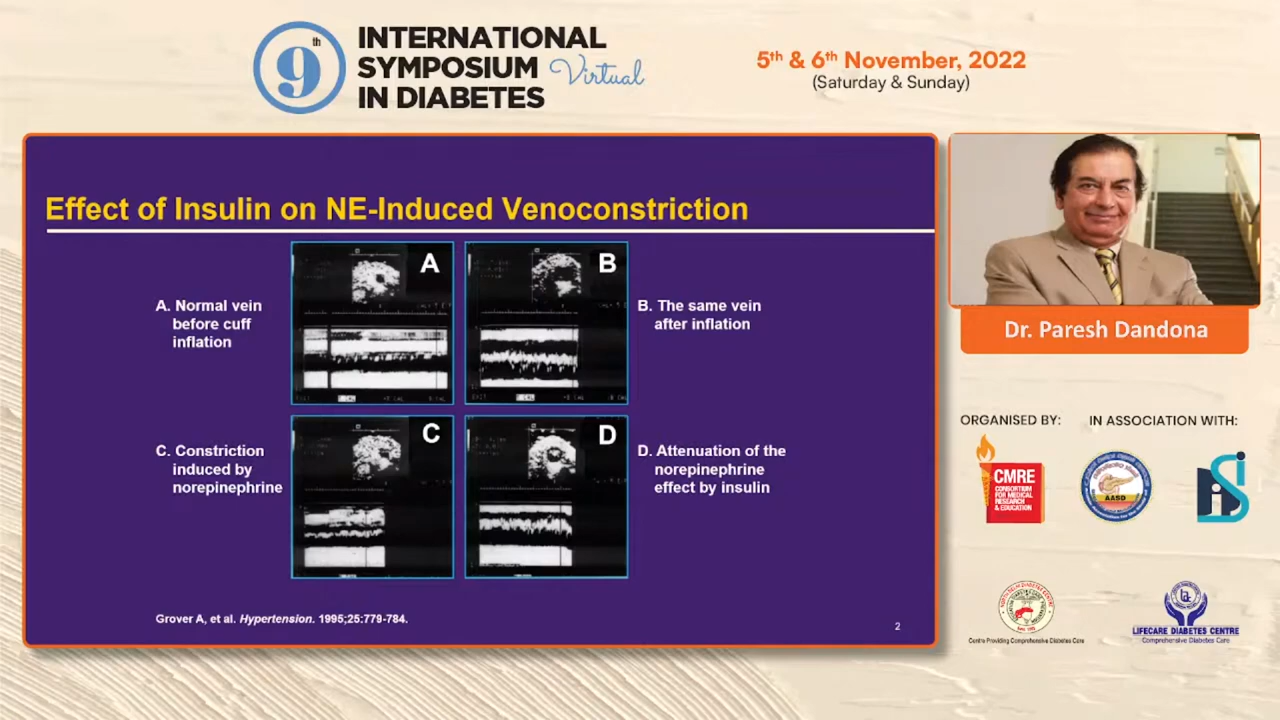 9th
INTERNATIONAL
SYMPOSIUM Virtual
IN DIABETES
5th & 6th November, 2022
(Saturday & Sunday)
Effect of Insulin on NE-Induced Venoconstriction
A
B
A. Normal vein
before cuff
inflation
B. The same vein
after inflation
C
D
C. Constriction
induced by
norepinephrine
D. Attenuation of the
norepinephrine
effect by insulin
Grover A, et al. Hypertension. 1995;25:779-784.
2
Dr. Paresh Dandona
ORGANISED BY:
IN ASSOCIATION WITH:
CMRE
CONSORTIUM
FOR MEDICAL
RESEARCH
& EDUCATION
AASD
Centre Providing Comprehensive Diabetes Care
LIFECARE DIABETES CENTRE
Comprehensive Diabetes Care